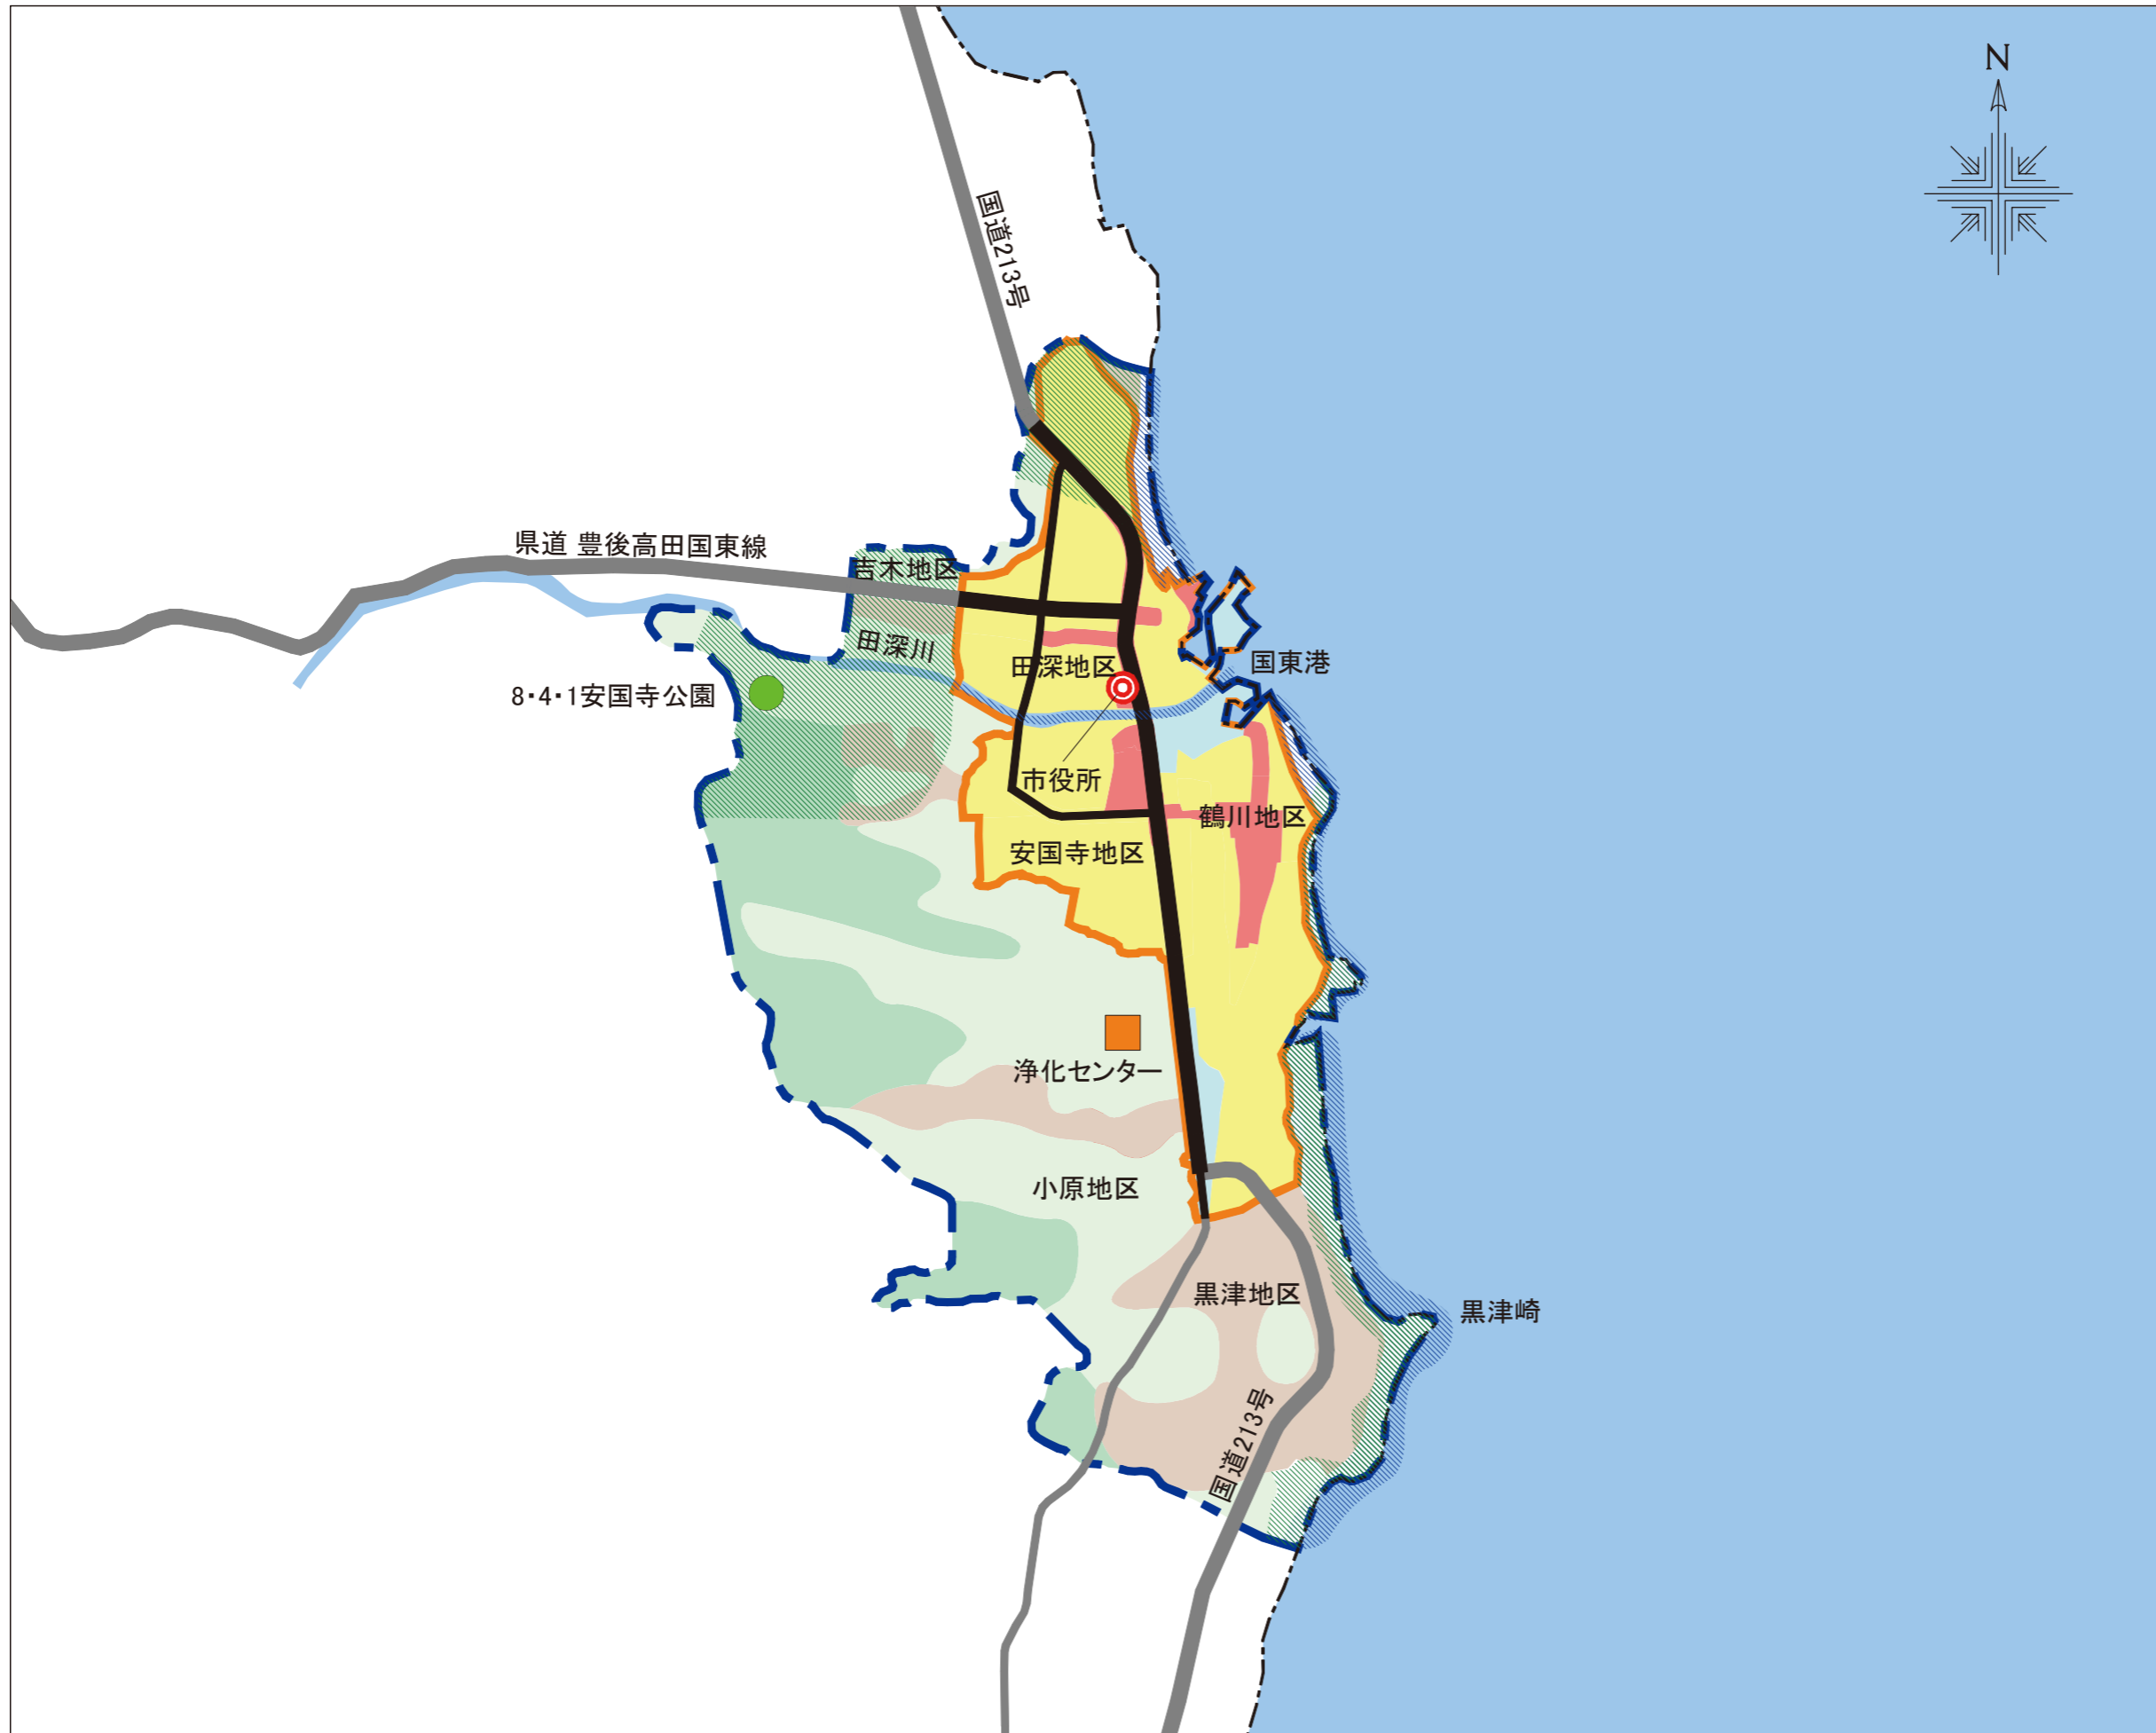 N
国道213号
県道 豊後高田国東線
吉木地区
田深川
田深地区
国東港
8・4・1安国寺公園
市役所
鶴川地区
安国寺地区
浄化センター
小原地区
黒津地区
黒津崎
国道213号